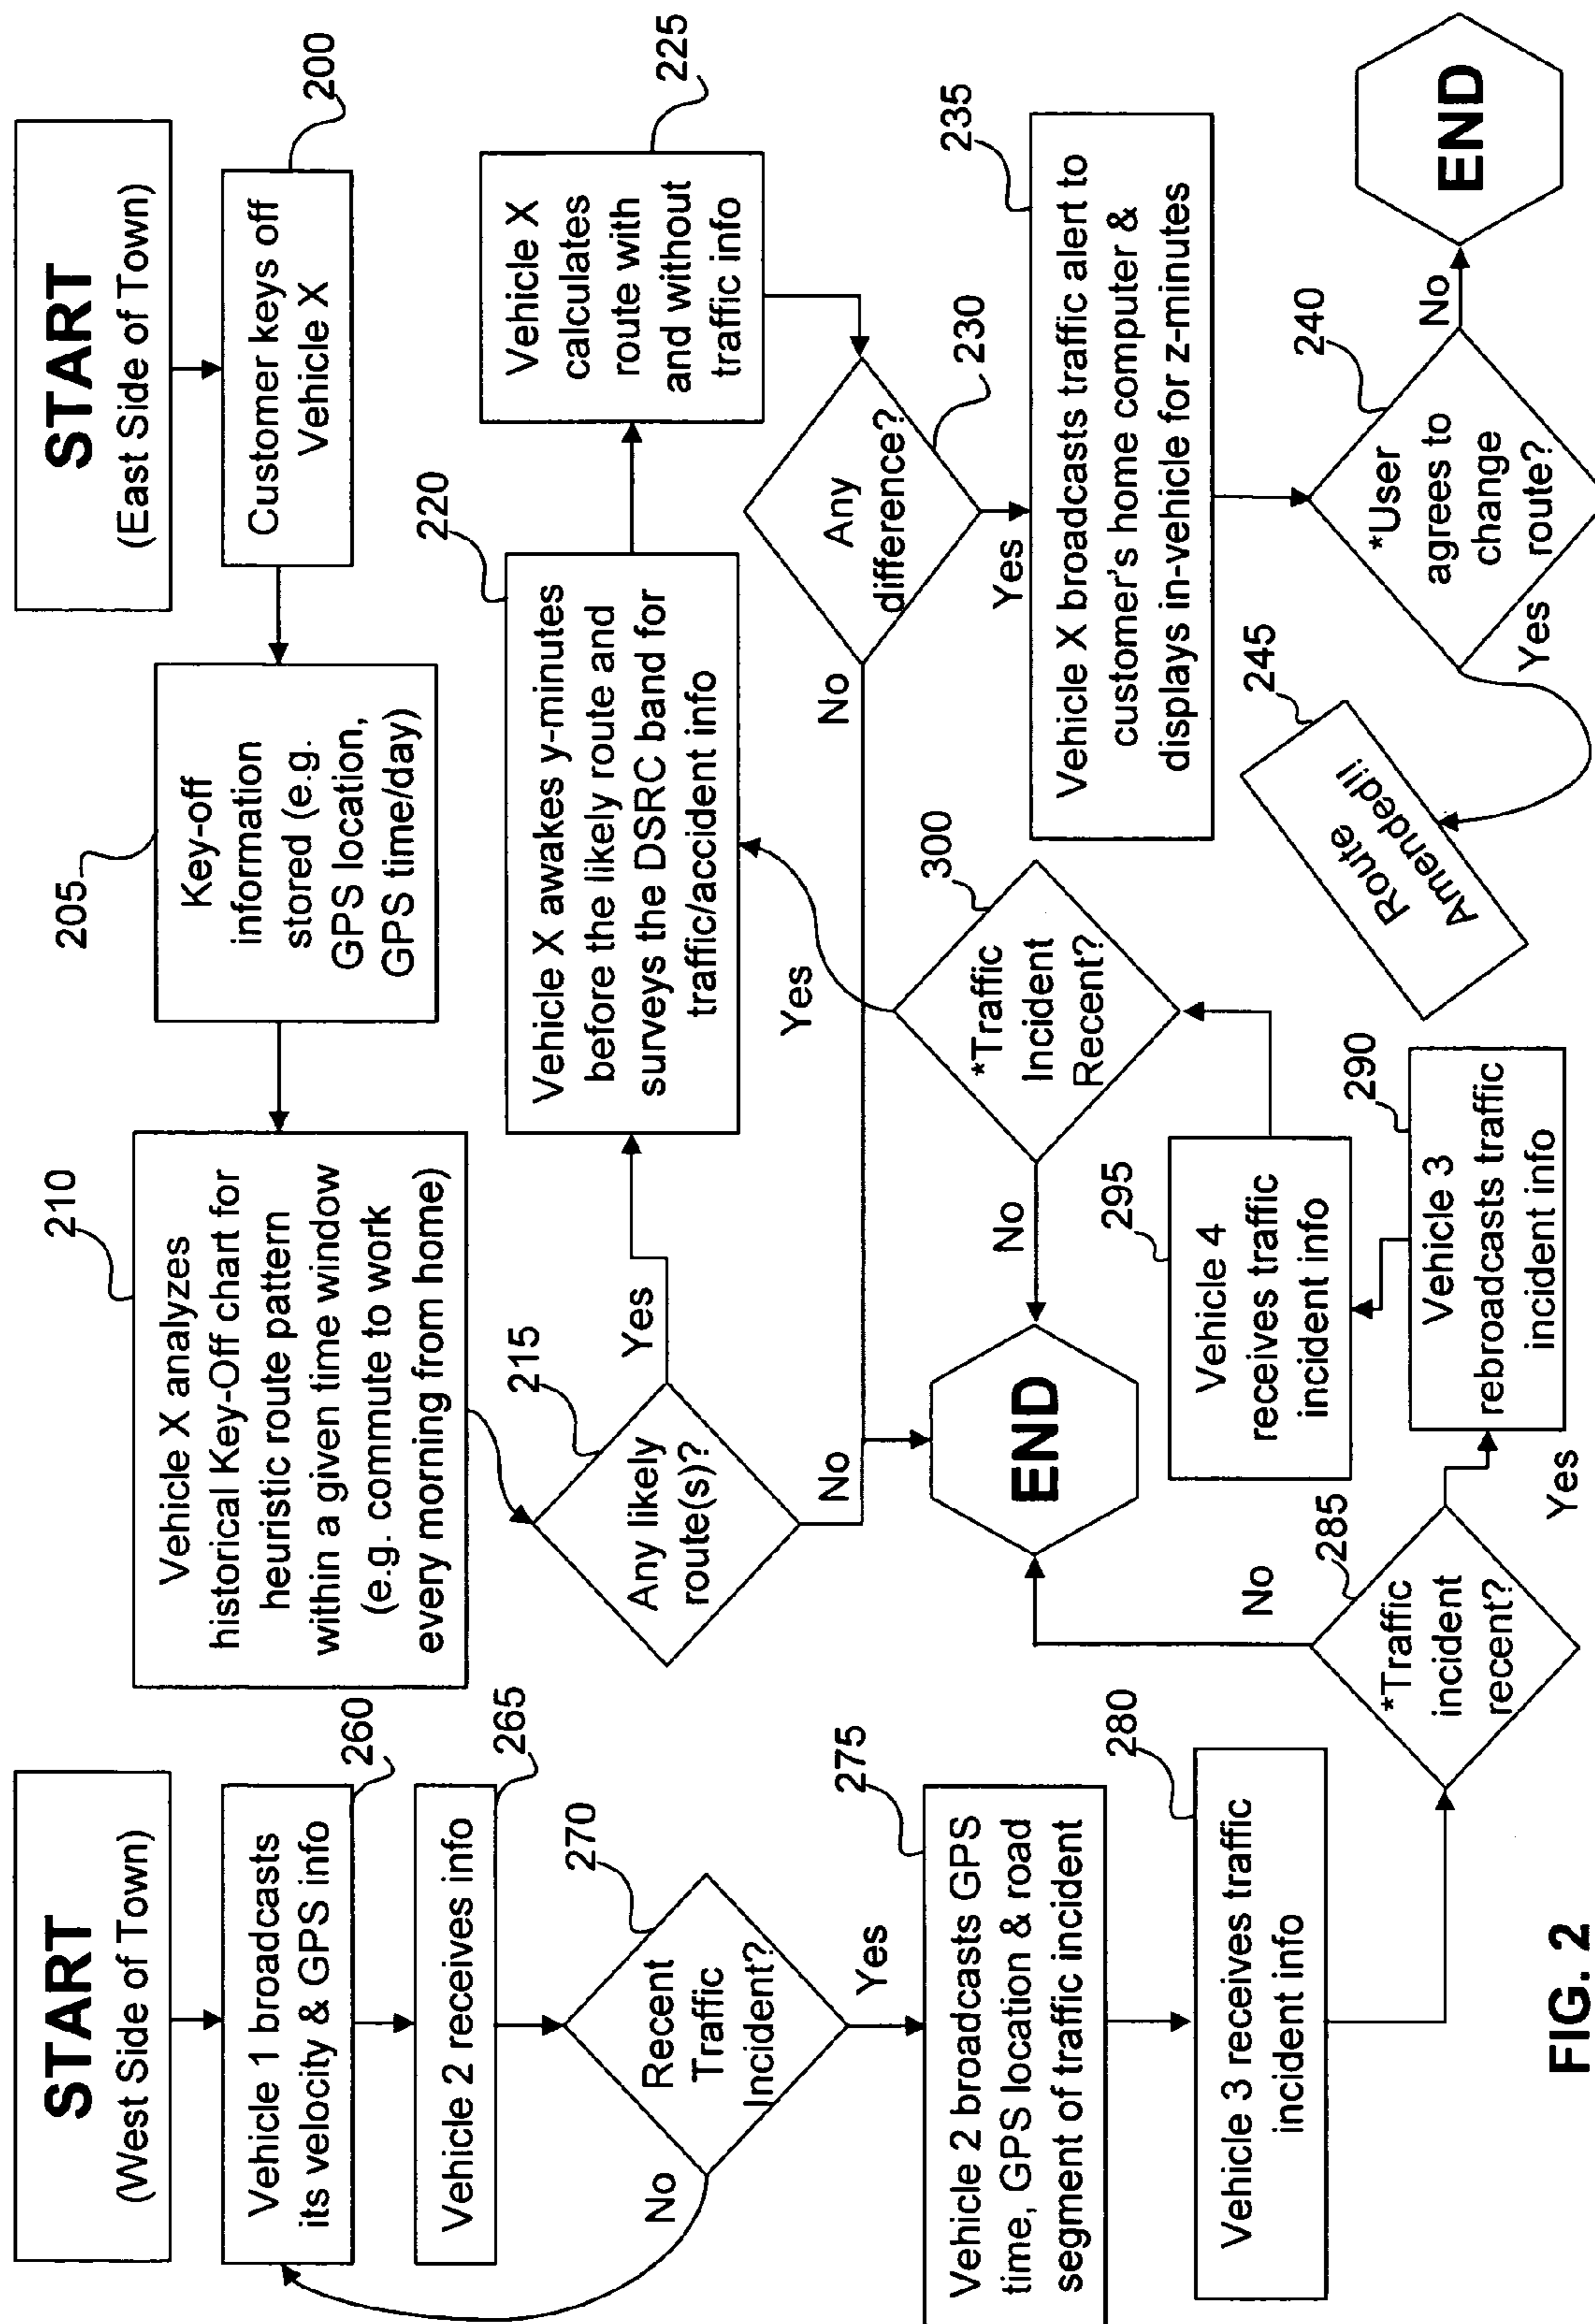 START
(West Side of Town)
Vehicle 1 broadcasts
its velocity & GPS info
260
Vehicle 2 receives info
265
Recent
Traffic
Incident?
270
No
Yes
Vehicle 2 broadcasts GPS
time, GPS location & road
segment of traffic incident
275
Vehicle 3 receives traffic
incident info
280
*Traffic
incident
recent?
285
No
Yes
Vehicle 3
rebroadcasts traffic
incident info
290
Vehicle 4
receives traffic
incident info
295
*Traffic
Incident
Recent?
300
No
Yes
END
START
(East Side of Town)
Customer keys off
Vehicle X
200
Key-off
information
stored (e.g.
GPS location,
GPS time/day)
205
Vehicle X analyzes
historical Key-Off chart for
heuristic route pattern
within a given time window
(e.g. commute to work
every morning from home)
210
Any likely
route(s)?
215
Yes
No
Vehicle X awakes y-minutes
before the likely route and
surveys the DSRC band for
traffic/accident info
220
Vehicle X
calculates
route with
and without
traffic info
225
Any
difference?
230
No
Yes
Vehicle X broadcasts traffic alert to
customer's home computer &
displays in-vehicle for z-minutes
235
*User
agrees to
change
route?
240
No
Yes
END
Route
Amended!!!
245
FIG. 2